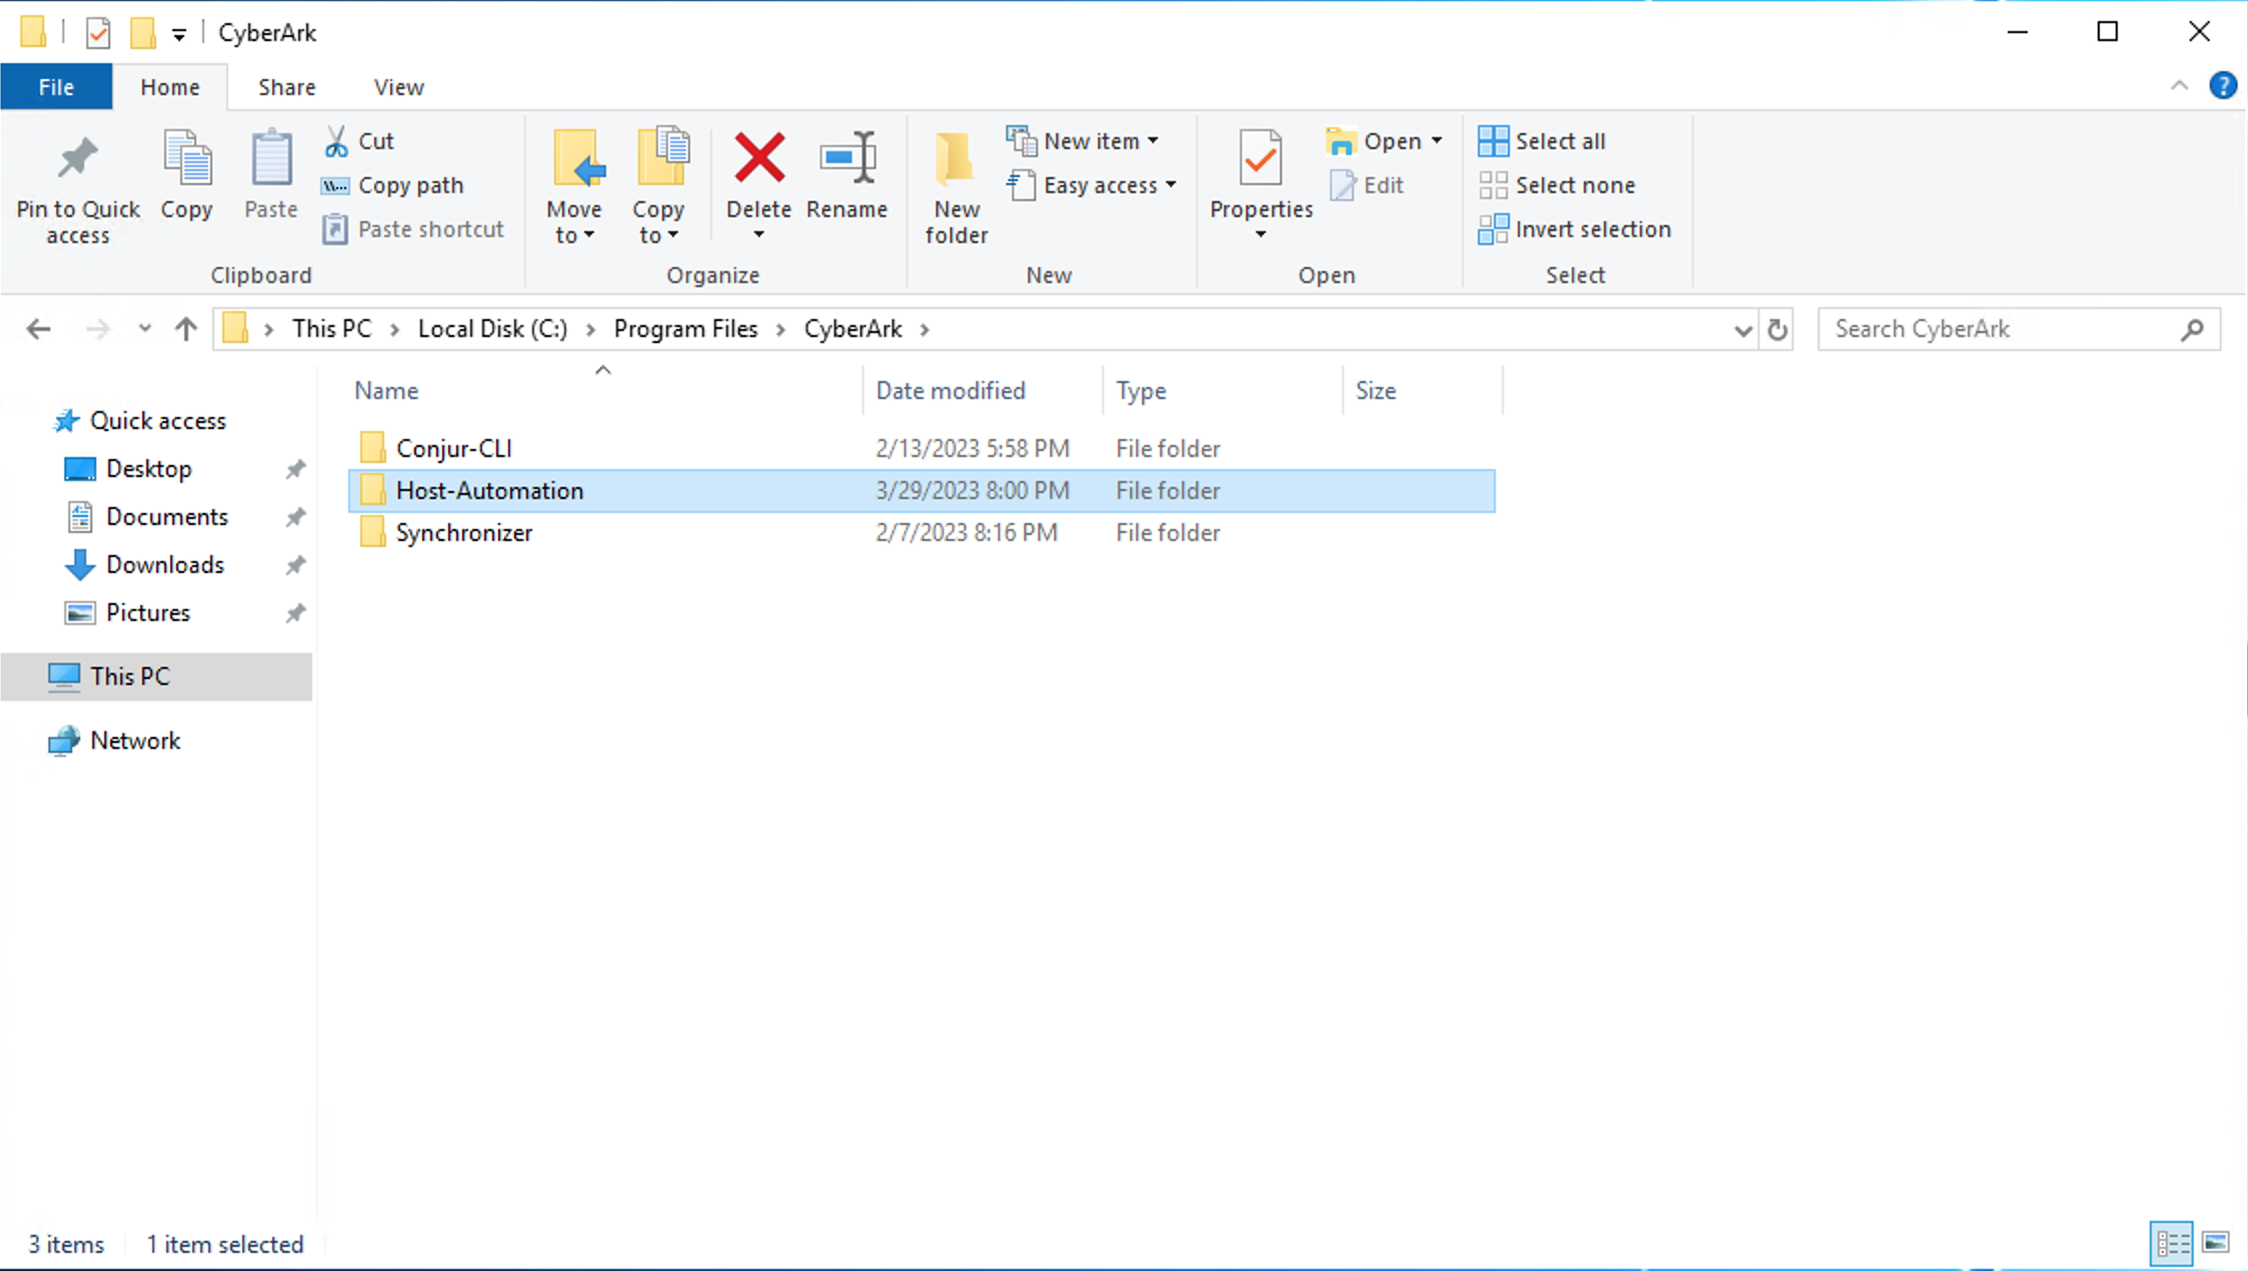 CyberArk
File Home Share View
Pin to Quick access
Copy
Paste
Cut
Copy path
Paste shortcut
Clipboard
Move to
Copy to
Delete
Rename
Organize
New folder
New item
Easy access
New
Properties
Open
Edit
Open
Select all
Select none
Invert selection
Select
This PC > Local Disk (C:) > Program Files > CyberArk >
Search CyberArk
Name Date modified Type Size
Quick access
Desktop
Documents
Downloads
Pictures
This PC
Network
Conjur-CLI 2/13/2023 5:58 PM File folder
Host-Automation 3/29/2023 8:00 PM File folder
Synchronizer 2/7/2023 8:16 PM File folder
3 items 1 item selected